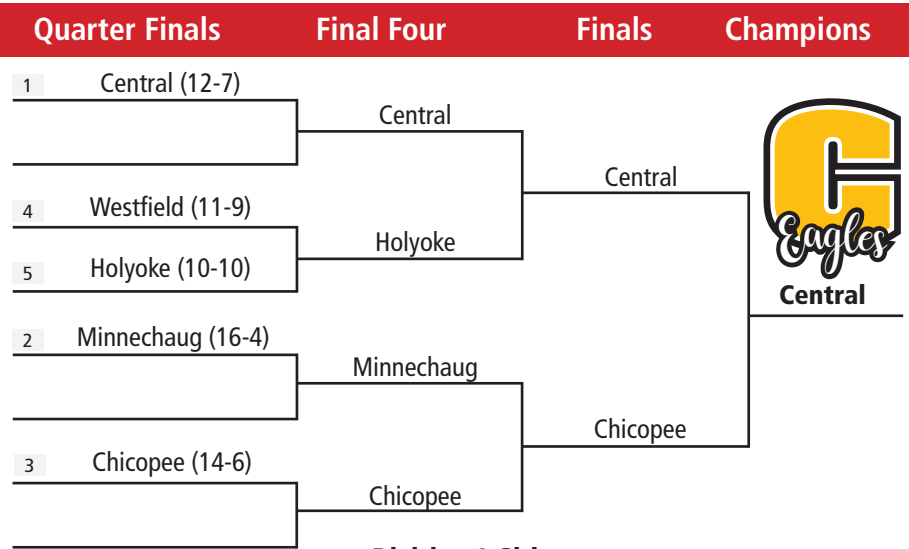 Quarter Finals Final Four Finals Champions
1 Central (12-7)
Central
Central
4 Westfield (11-9)
Holyoke
5 Holyoke (10-10)
C
Eagles
Central
2 Minnechaug (16-4)
Minnechaug
Chicopee
3 Chicopee (14-6)
Chicopee